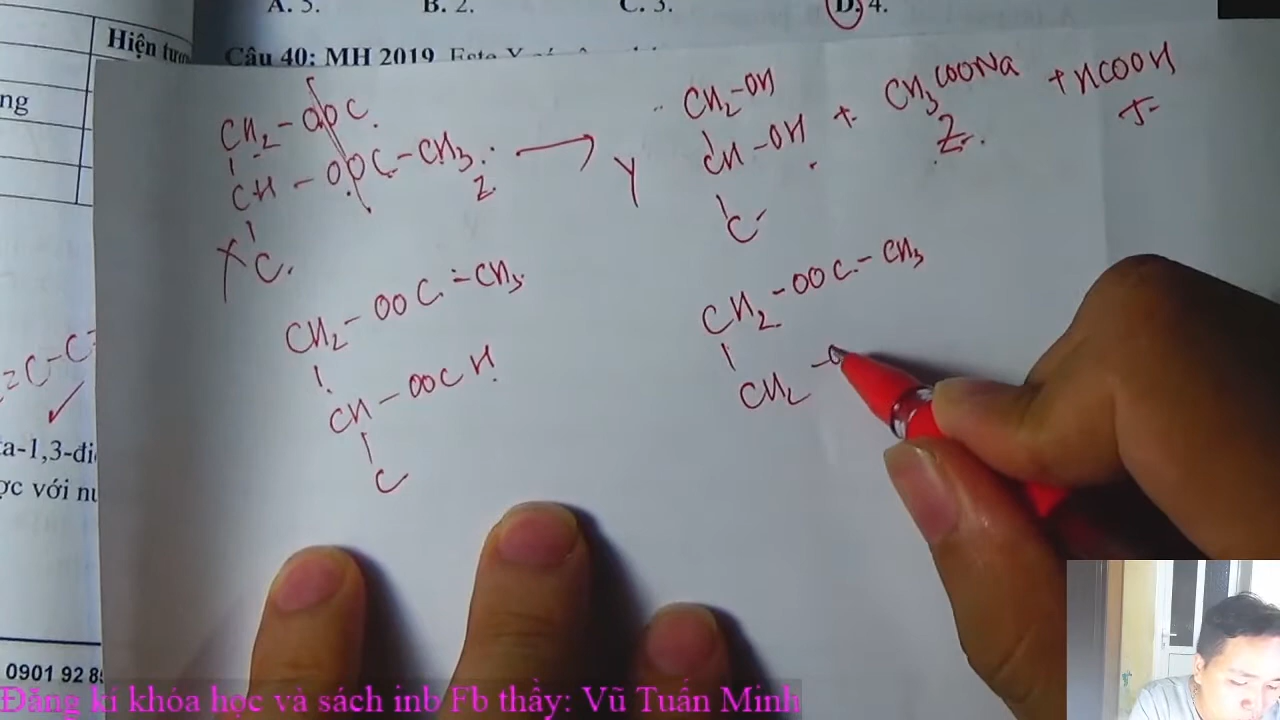 A. 5. B. 2. C. 3. D. 4.
Hiện tượ
Câu 40: MH 2019
ng
CH2-OOC
CH-OOC-CH3
Z
X C
→
Y
CH2-OH
CH-OH
C
+ CH3COONa
Z
+ HCOOH
T
CH2-OOC-CH3
CH-OOCH
C
CH2-OOC-CH3
CH2-O
C-C
ta-1,3-đi
ợc với nư
0901 92 8
Đăng kí khóa học và sách inb Fb thầy: Vũ Tuấn Minh